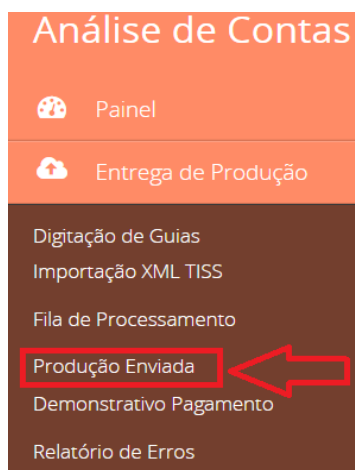 Análise de Contas
Painel
Entrega de Produção
Digitação de Guias
Importação XML TISS
Fila de Processamento
Produção Enviada
Demonstrativo Pagamento
Relatório de Erros